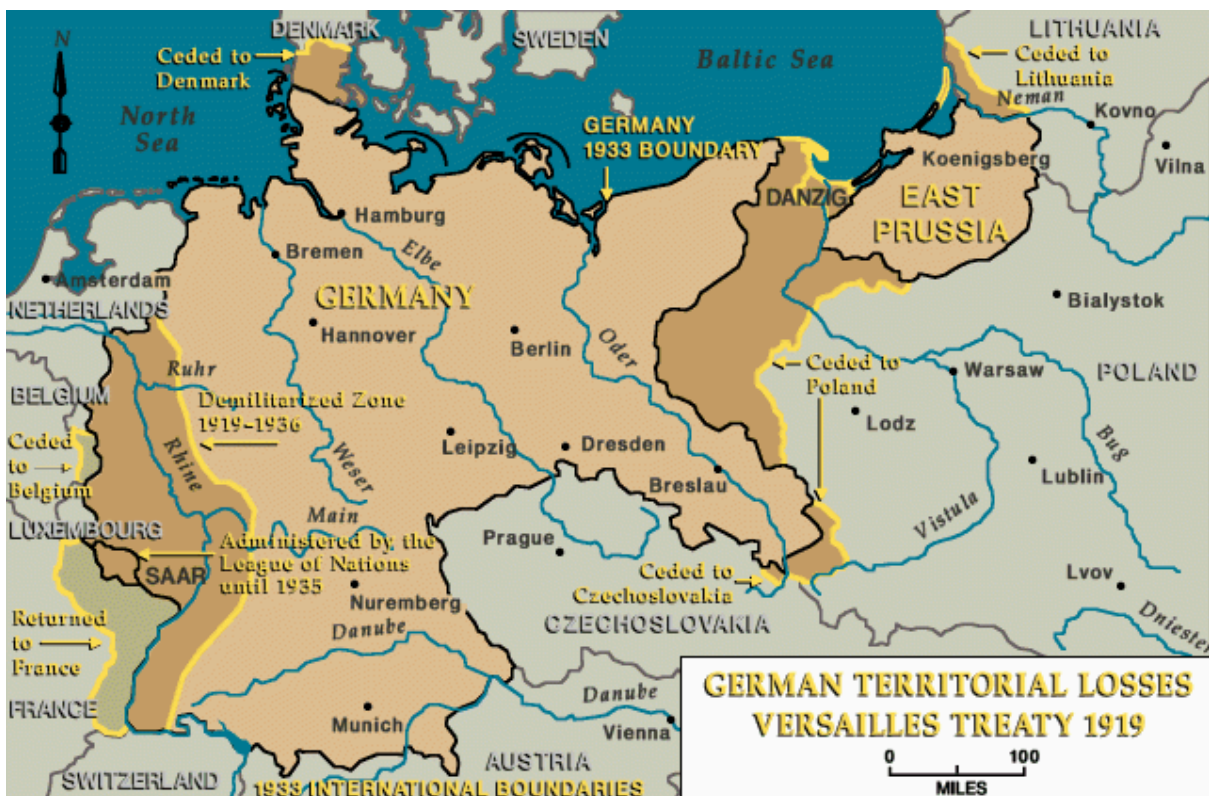 N
DENMARK
SWEDEN
LITHUANIA
Ceded to
Denmark
Baltic Sea
Ceded to
Lithuania
North
Sea
Neman
Kovno
GERMANY
1933 BOUNDARY
Koenigsberg
Vilna
DANZIG
EAST
PRUSSIA
Hamburg
Bremen
Elbe
Amsterdam
NETHERLANDS
GERMANY
Hannover
Berlin
Oder
Bialystok
Ruhr
Ceded to
Poland
Warsaw
POLAND
BELGIUM
Demilitarized Zone
1919-1936
Lodz
Ceded
to
Belgium
Rhine
Weser
Leipzig
Dresden
Breslau
Lublin
Bug
Vistula
LUXEMBOURG
Main
Administered by the
League of Nations
until 1935
SAAR
Prague
Ceded to
Czechoslovakia
Lvov
Nuremberg
Returned
to
France
Danube
CZECHOSLOVAKIA
Dniester
FRANCE
Munich
Danube
Vienna
SWITZERLAND
AUSTRIA
1933 INTERNATIONAL BOUNDARIES
GERMAN TERRITORIAL LOSSES
VERSAILLES TREATY 1919
0 100
MILES